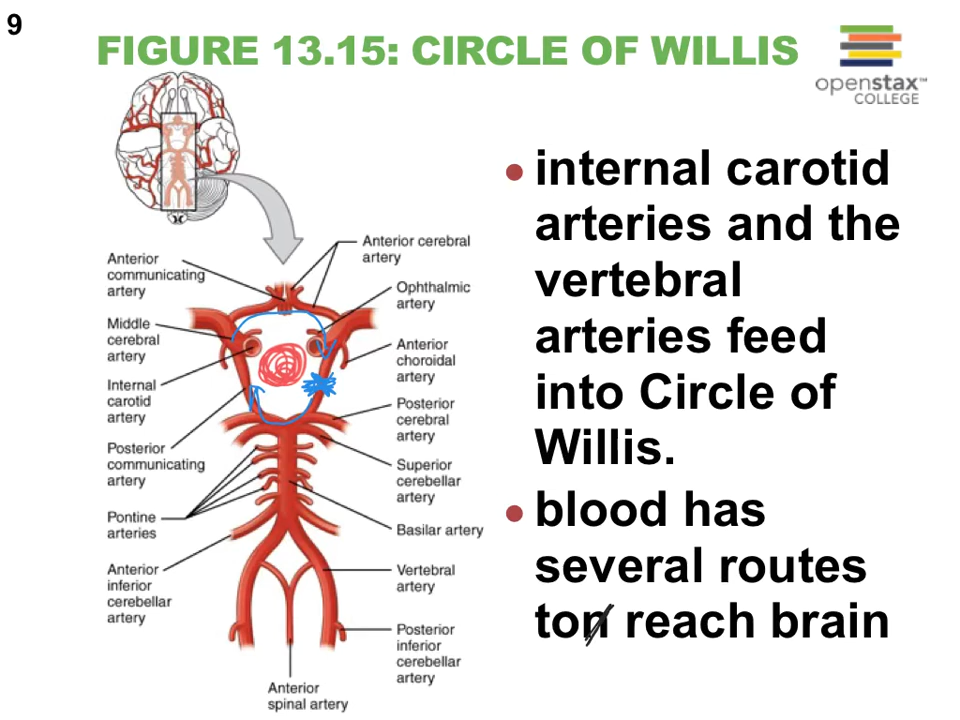 9
FIGURE 13.15: CIRCLE OF WILLIS
openstax™
COLLEGE
Anterior
communicating
artery
Middle
cerebral
artery
Internal
carotid
artery
Posterior
communicating
artery
Pontine
arteries
Anterior
inferior
cerebellar
artery
Anterior cerebral
artery
Ophthalmic
artery
Anterior
choroidal
artery
Posterior
cerebral
artery
Superior
cerebellar
artery
Basilar artery
Vertebral
artery
Posterior
inferior
cerebellar
artery
Anterior
spinal artery
• internal carotid
arteries and the
vertebral
arteries feed
into Circle of
Willis.
• blood has
several routes
ton reach brain